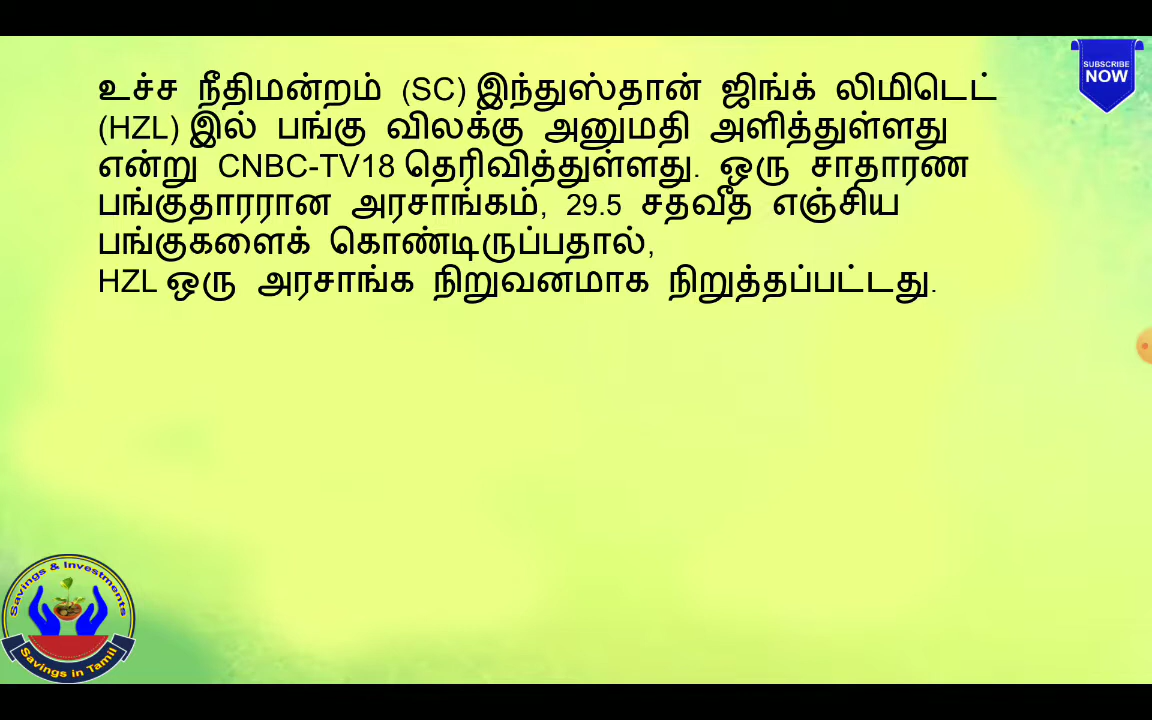 SUBSCRIBE
NOW
உச்ச நீதிமன்றம் (SC) இந்துஸ்தான் ஜிங்க் லிமிடெட்
(HZL) இல் பங்கு விலக்கு அனுமதி அளித்துள்ளது
என்று CNBC-TV18 தெரிவித்துள்ளது. ஒரு சாதாரண
பங்குதாரரான அரசாங்கம், 29.5 சதவீத எஞ்சிய
பங்குகளைக் கொண்டிருப்பதால்,
HZL ஒரு அரசாங்க நிறுவனமாக நிறுத்தப்பட்டது.
Savings & Investments
Savings in Tamil